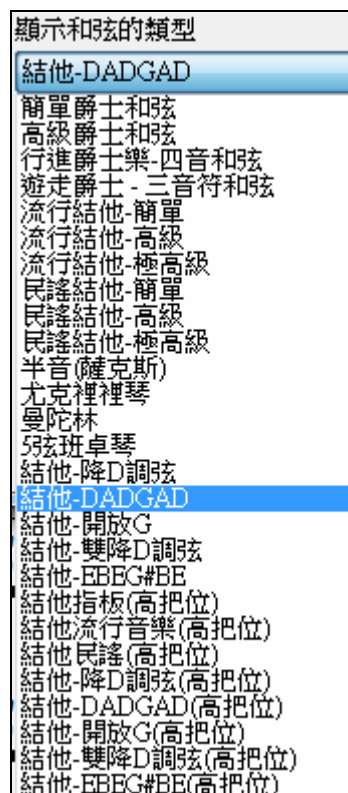 顯示和弦的類型
結他-DADGAD
簡單爵士和弦
高級爵士和弦
行進爵士樂-四音和弦
遊走爵士 - 三音符和弦
流行結他-簡單
流行結他-高級
流行結他-極高級
民謠結他-簡單
民謠結他-高級
民謠結他-極高級
半音(薩克斯)
尤克裡裡琴
曼陀林
5弦班卓琴
結他-降D調弦
結他-DADGAD
結他-開放G
結他-雙降D調弦
結他-EBEG#BE
結他指板(高把位)
結他流行音樂(高把位)
結他民謠(高把位)
結他-降D調弦(高把位)
結他-DADGAD(高把位)
結他-開放G(高把位)
結他-雙降D調弦(高把位)
結他-EBEG#BE(高把位)